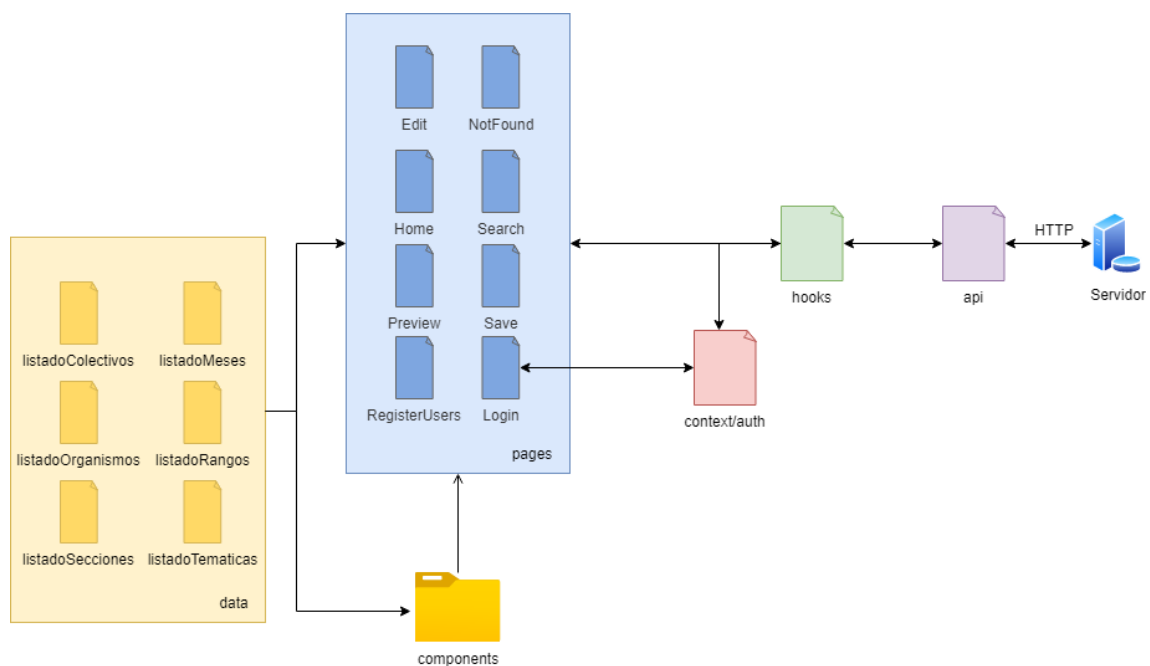 Edit
NotFound
Home
Search
Preview
Save
RegisterUsers
Login
pages
listadoColectivos
listadoMeses
listadoOrganismos
listadoRangos
listadoSecciones
listadoTematicas
data
components
hooks
context/auth
api
HTTP
Servidor